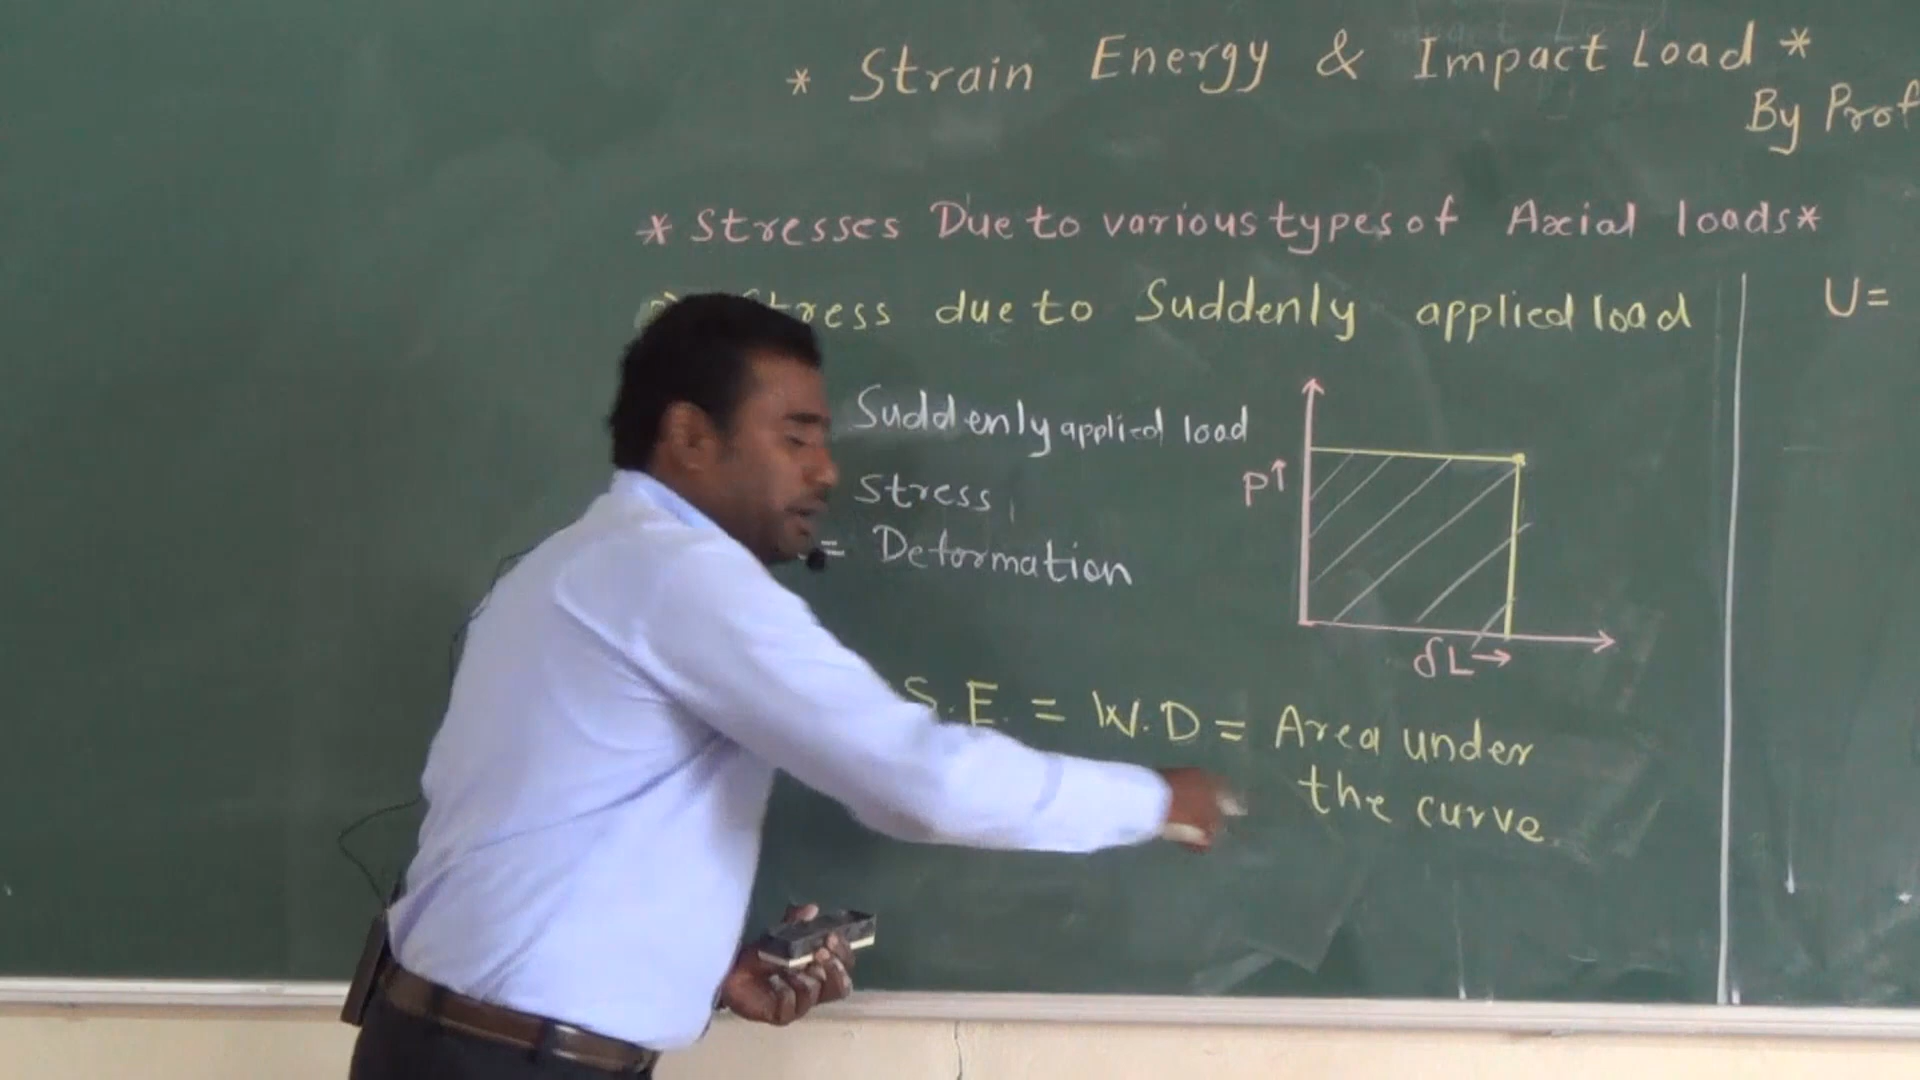 * Strain Energy & Impact Load *
By Prof
* Stresses Due to various types of Axial loads *
Stress due to Suddenly applied load
U=
Suddenly applied load
P↑
Stress
= Deformation
δL→
S.E. = W.D = Area under
the curve